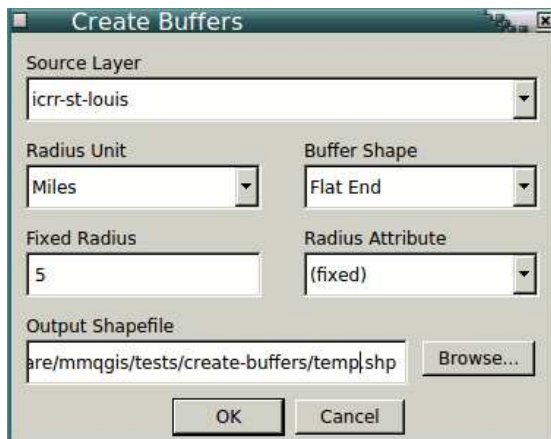 Create Buffers
Source Layer
icrr-st-louis
Radius Unit
Buffer Shape
Miles
Flat End
Fixed Radius
Radius Attribute
5
(fixed)
Output Shapefile
are/mmqgis/tests/create-buffers/temp.shp
Browse...
OK
Cancel